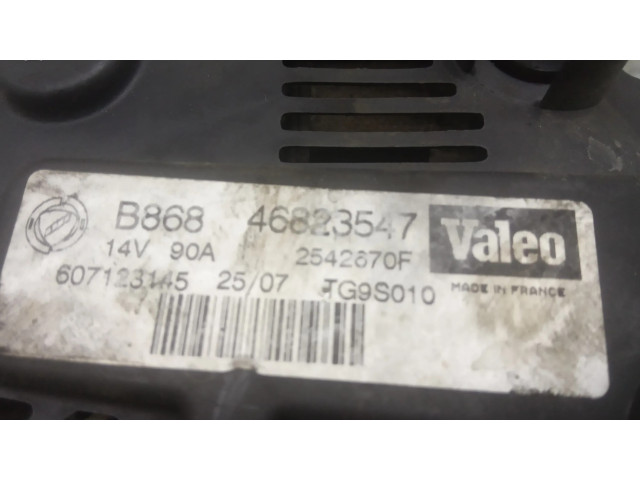 B868 46823547 Valeo
14V 90A 2542670F MADE IN FRANCE
607123145 25/07 TG9S010